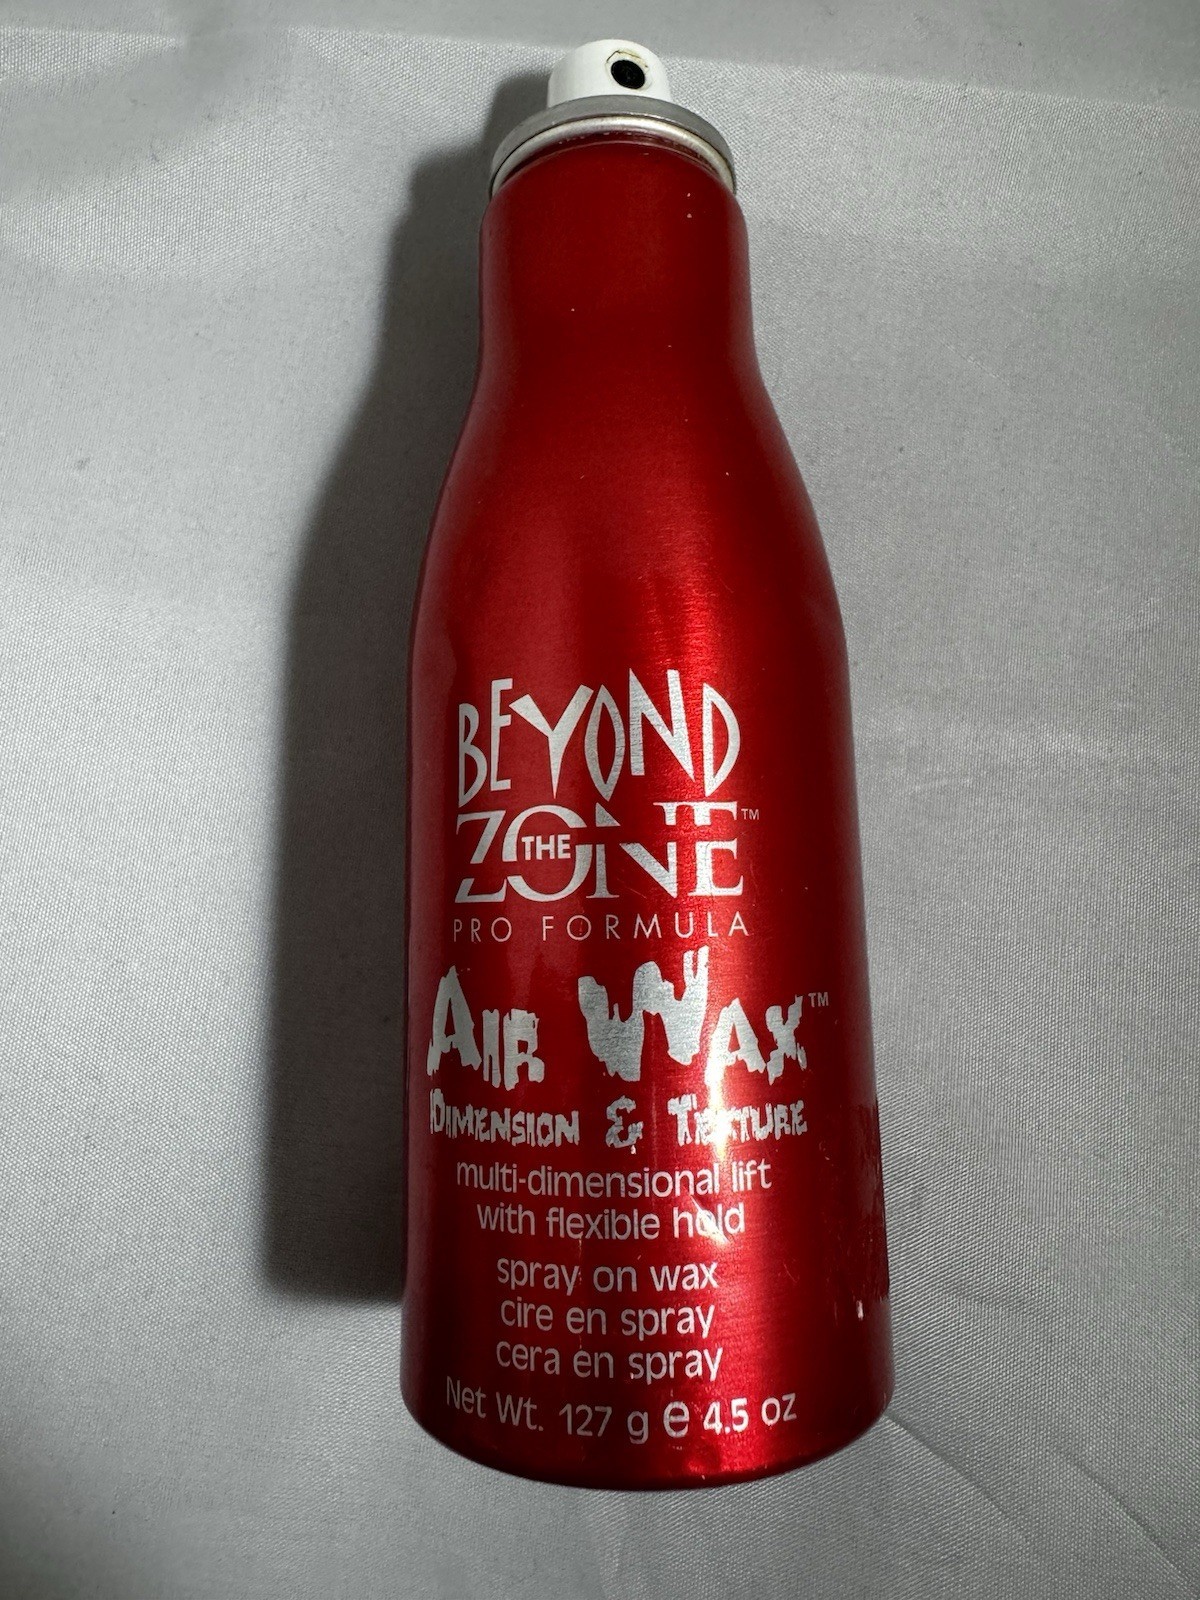 BEYOND
THE
ZONE™
PRO FORMULA
AIR WAX™
DIMENSION & TEXTURE
multi-dimensional lift
with flexible hold
spray on wax
cire en spray
cera en spray
Net Wt. 127 g e 4.5 oz